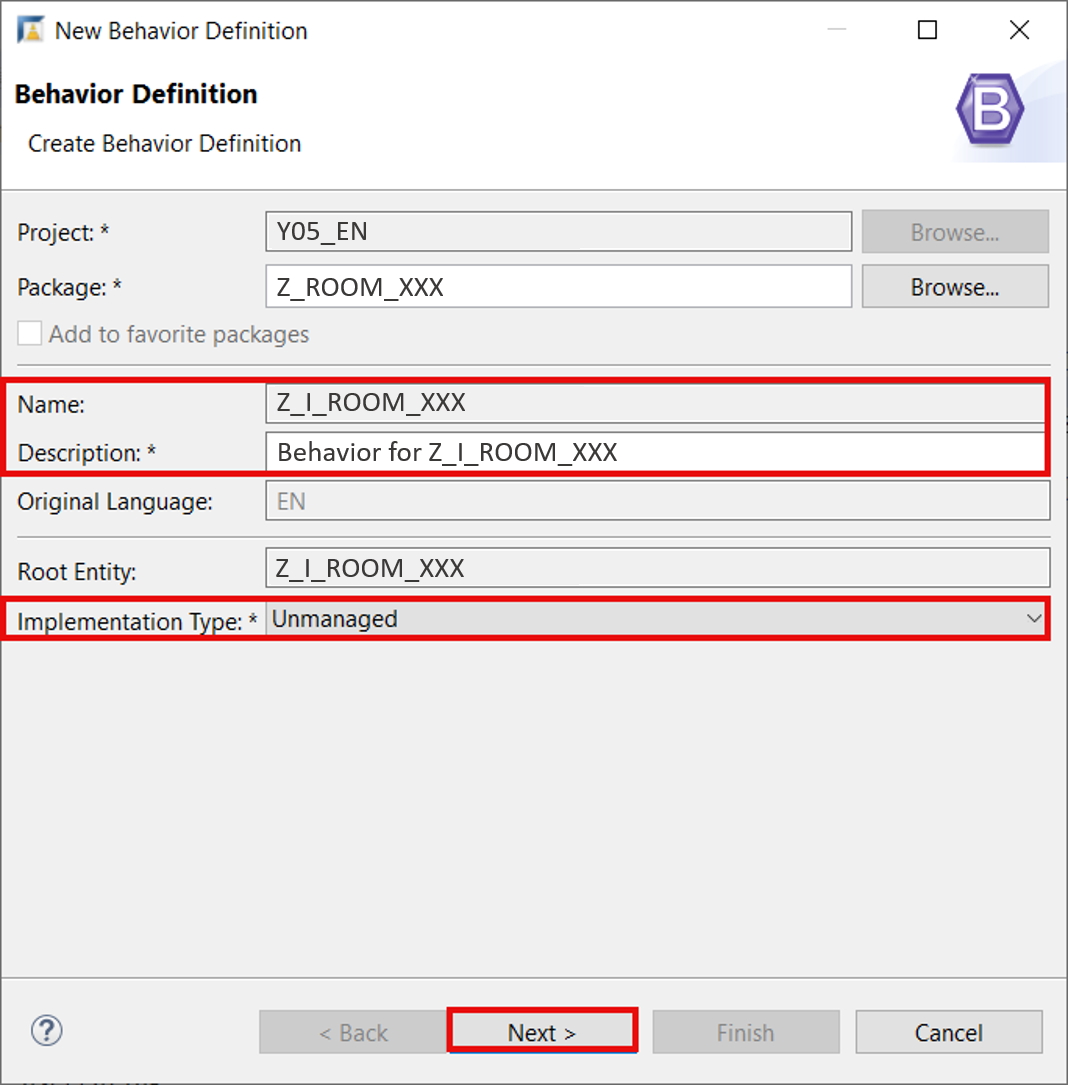 New Behavior Definition
Behavior Definition
Create Behavior Definition
B
Project: * Y05_EN Browse...
Package: * Z_ROOM_XXX Browse...
Add to favorite packages
Name: Z_I_ROOM_XXX
Description: * Behavior for Z_I_ROOM_XXX
Original Language: EN
Root Entity: Z_I_ROOM_XXX
Implementation Type: * Unmanaged
? < Back Next > Finish Cancel